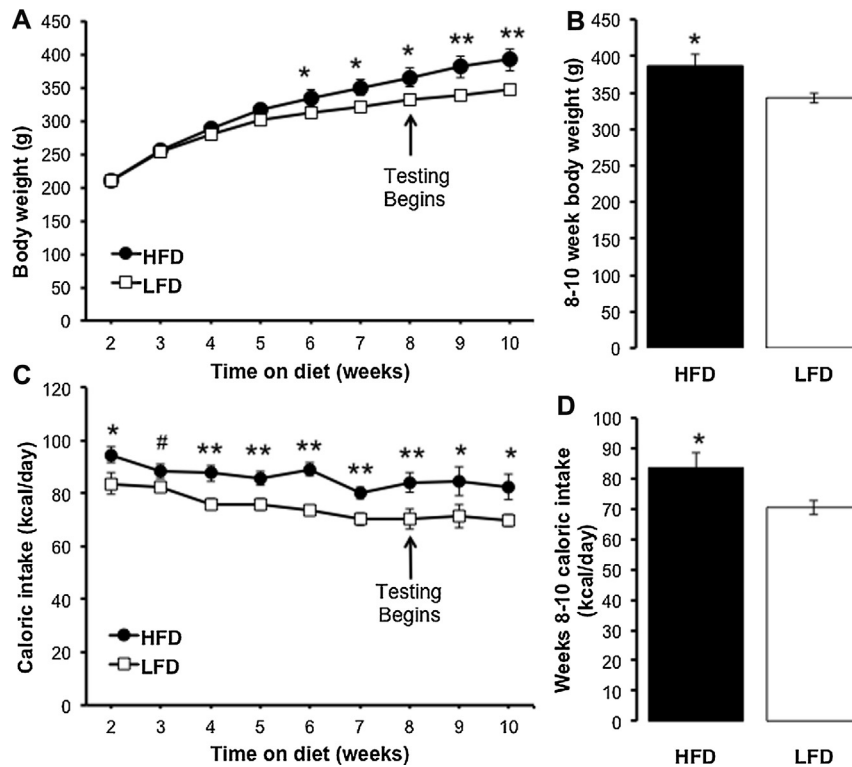 A
Body weight (g)
450
400
350
300
250
200
150
100
50
0
* * * ** **
Testing
Begins
HFD
LFD
2 3 4 5 6 7 8 9 10
Time on diet (weeks)
B
8-10 week body weight (g)
450
400
350
300
250
200
150
100
50
0
*
HFD LFD
C
Caloric intake (kcal/day)
120
100
80
60
40
20
0
* # ** ** ** ** ** * *
Testing
Begins
HFD
LFD
2 3 4 5 6 7 8 9 10
Time on diet (weeks)
D
Weeks 8-10 caloric intake
(kcal/day)
100
90
80
70
60
50
40
30
20
10
0
*
HFD LFD